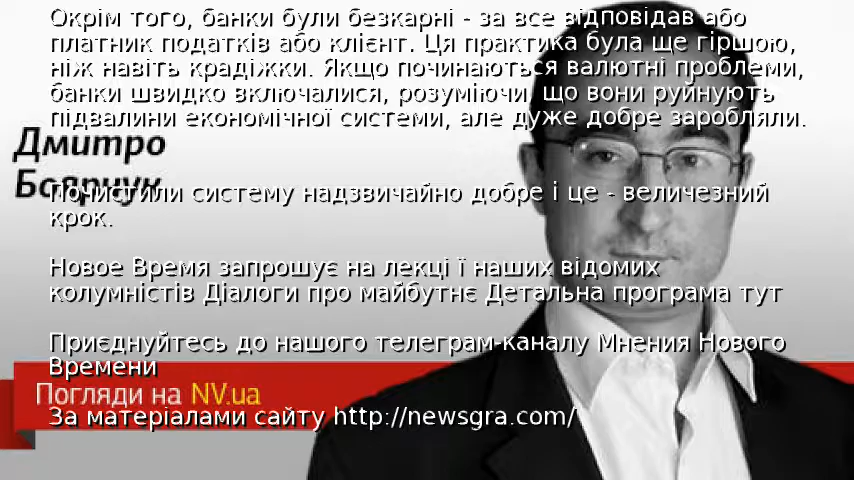 Окрім того, банки були безкарні - за все відповідав або
платник податків або клієнт. Ця практика була ще гіршою,
ніж навіть крадіжки. Якщо починаються валютні проблеми,
банки швидко включалися, розуміючи, що вони руйнують
підвалини економічної системи, але дуже добре заробляли.
Дмитро
Боярчук
Почистили систему надзвичайно добре і це - величезний
крок.
Новое Время запрошує на лекці ї наших відомих
колумністів Діалоги про майбутнє Детальна програма тут
Приєднуйтесь до нашого телеграм-каналу Мнения Нового
Времени
Погляди на NV.ua
За матеріалами сайту http://newsgra.com/